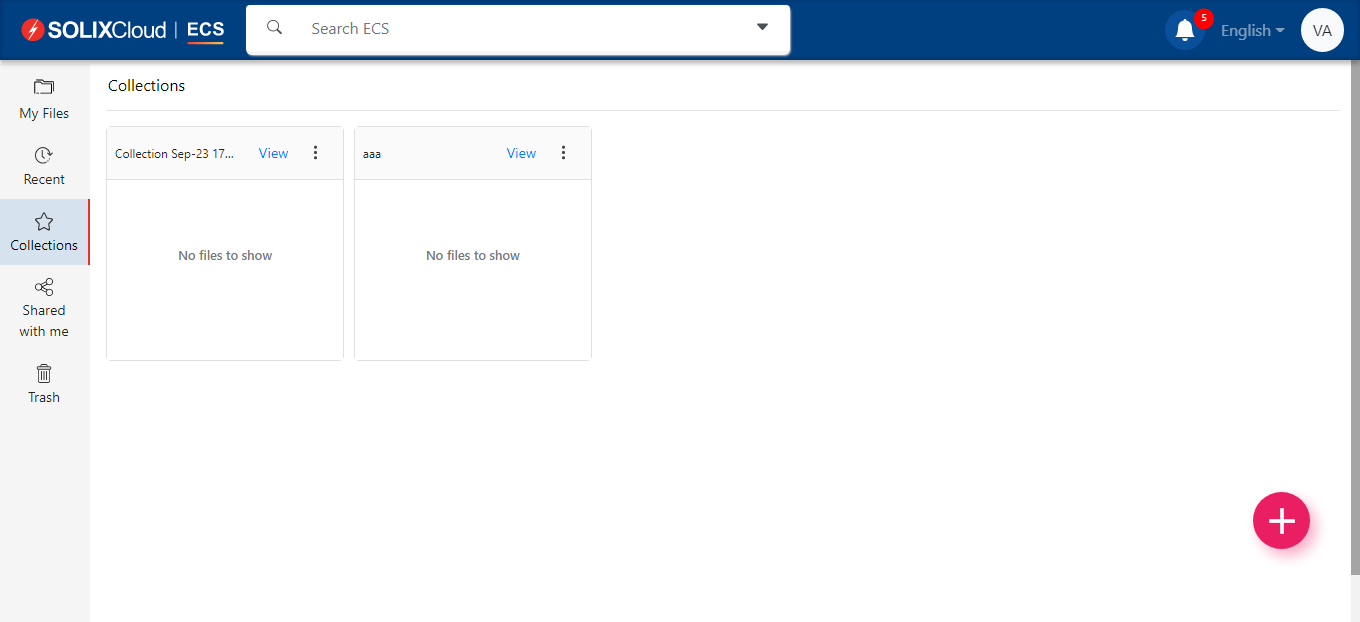 SOLIXCloud | ECS
Search ECS
5
English
VA
My Files
Recent
Collections
Shared
with me
Trash
Collections
Collection Sep-23 17... View
No files to show
aaa View
No files to show